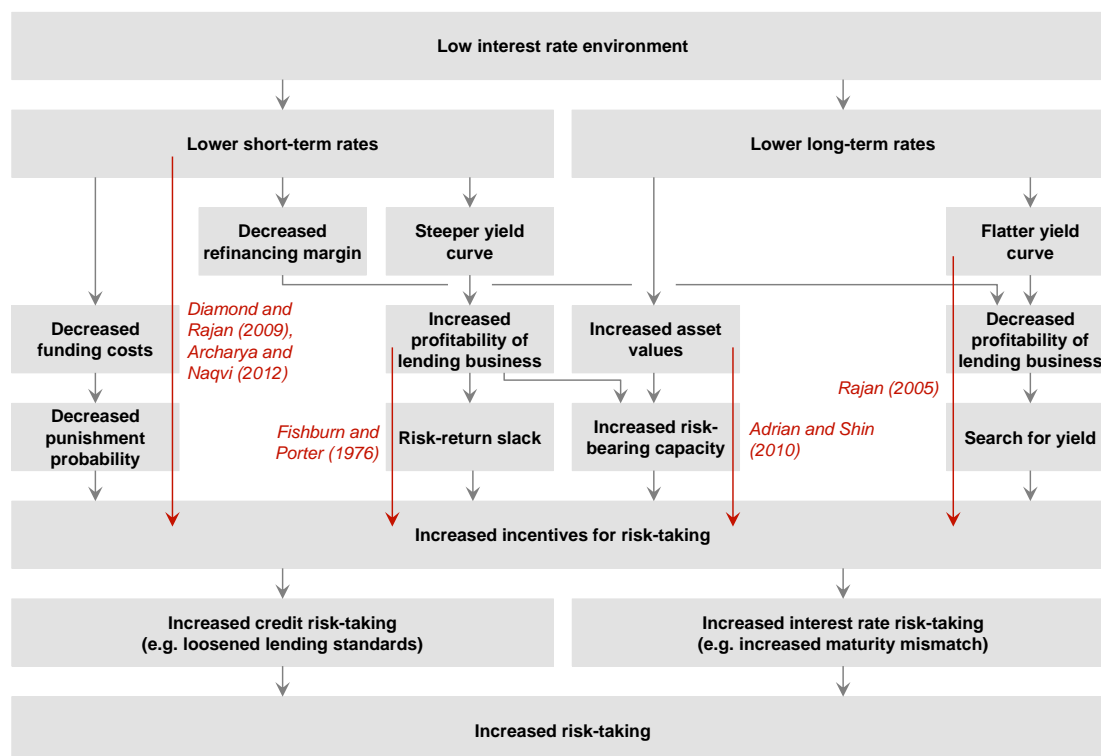 Low interest rate environment
Lower short-term rates
Lower long-term rates
Decreased
refinancing margin
Steeper yield
curve
Flatter yield
curve
Decreased
funding costs
Diamond and
Rajan (2009),
Archarya and
Naqvi (2012)
Increased
profitability of
lending business
Increased asset
values
Decreased
profitability of
lending business
Rajan (2005)
Decreased
punishment
probability
Fishburn and
Porter (1976)
Risk-return slack
Increased risk-
bearing capacity
Adrian and Shin
(2010)
Search for yield
Increased incentives for risk-taking
Increased credit risk-taking
(e.g. loosened lending standards)
Increased interest rate risk-taking
(e.g. increased maturity mismatch)
Increased risk-taking